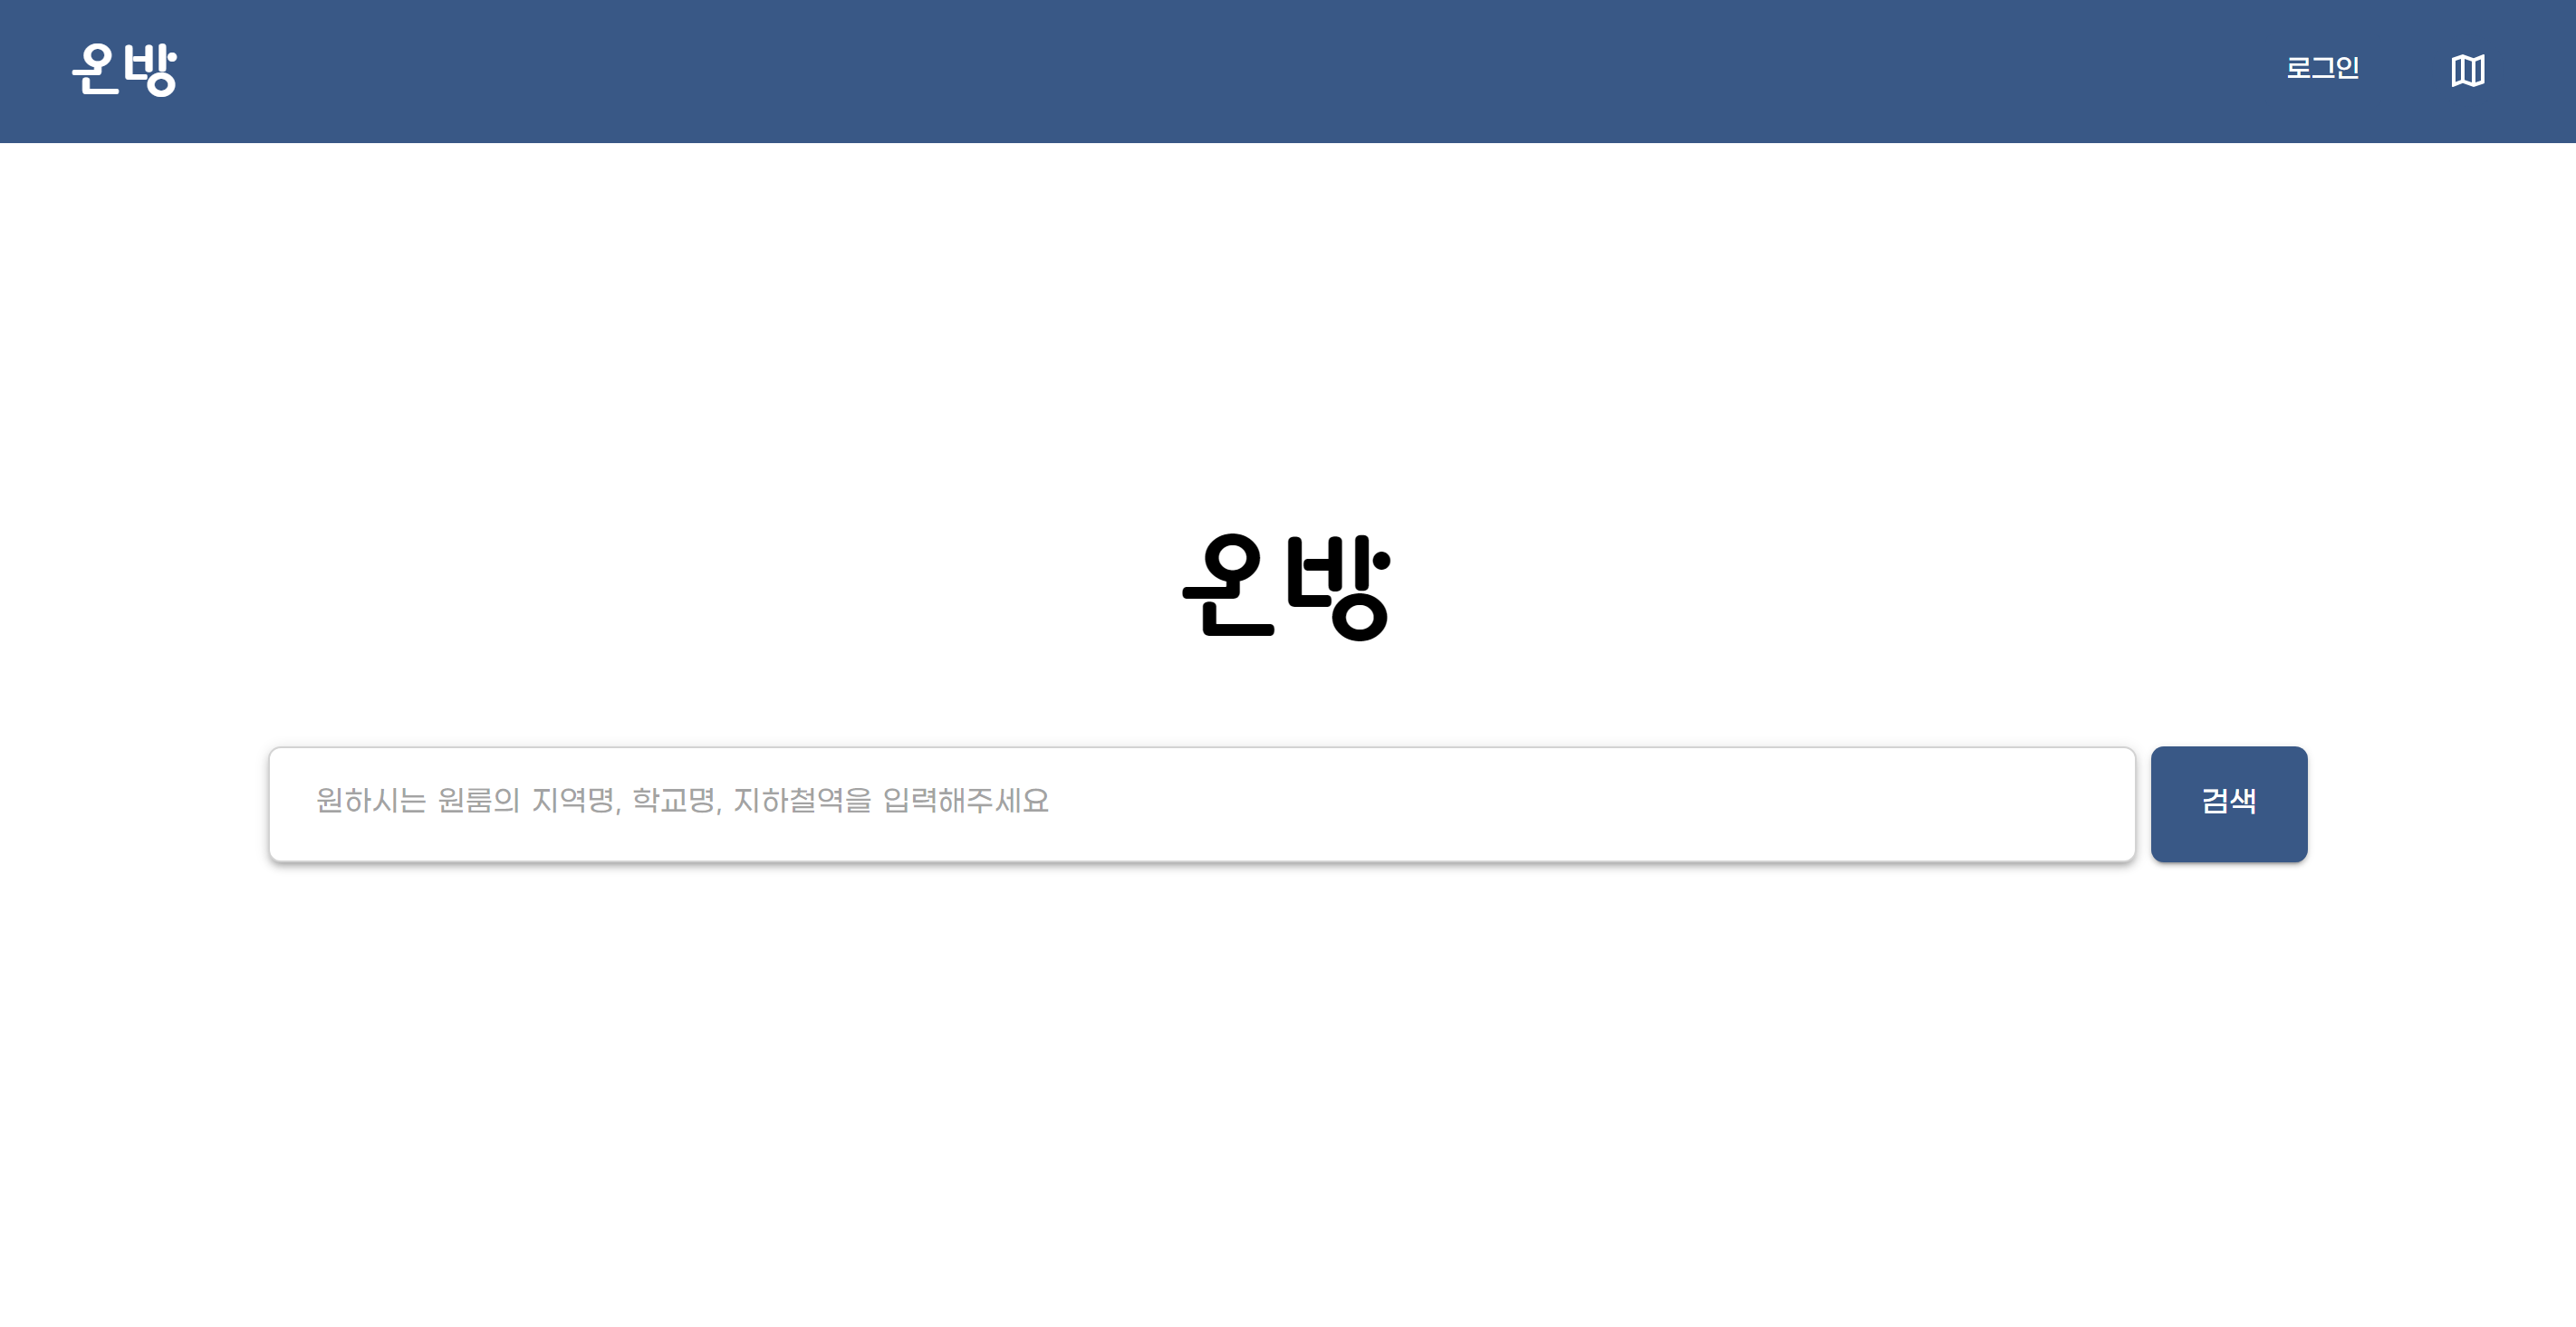 온방
로그인
온방
원하시는 원룸의 지역명, 학교명, 지하철역을 입력해주세요
검색